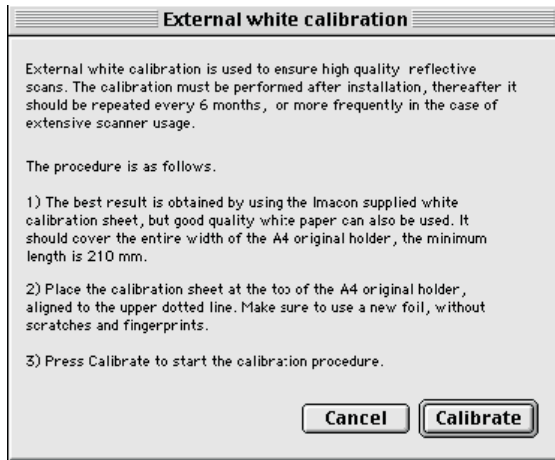 External white calibration
External white calibration is used to ensure high quality reflective
scans. The calibration must be performed after installation, thereafter it
should be repeated every 6 months, or more frequently in the case of
extensive scanner usage.
The procedure is as follows.
1) The best result is obtained by using the Imacon supplied white
calibration sheet, but good quality white paper can also be used. It
should cover the entire width of the A4 original holder, the minimum
length is 210 mm.
2) Place the calibration sheet at the top of the A4 original holder,
aligned to the upper dotted line. Make sure to use a new foil, without
scratches and fingerprints.
3) Press Calibrate to start the calibration procedure.
Cancel Calibrate